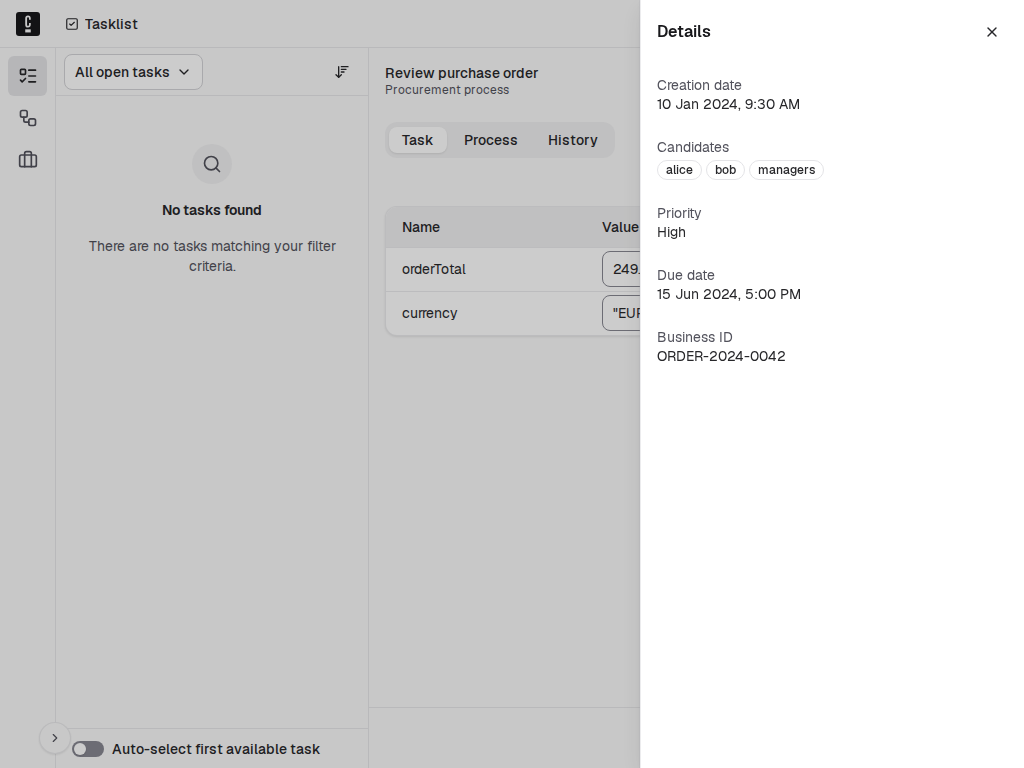 Tasklist
All open tasks
No tasks found
There are no tasks matching your filter
criteria.
Auto-select first available task
Review purchase order
Procurement process
Task Process History
Name Value
orderTotal 249.
currency "EUR
Details
Creation date
10 Jan 2024, 9:30 AM
Candidates
alice bob managers
Priority
High
Due date
15 Jun 2024, 5:00 PM
Business ID
ORDER-2024-0042